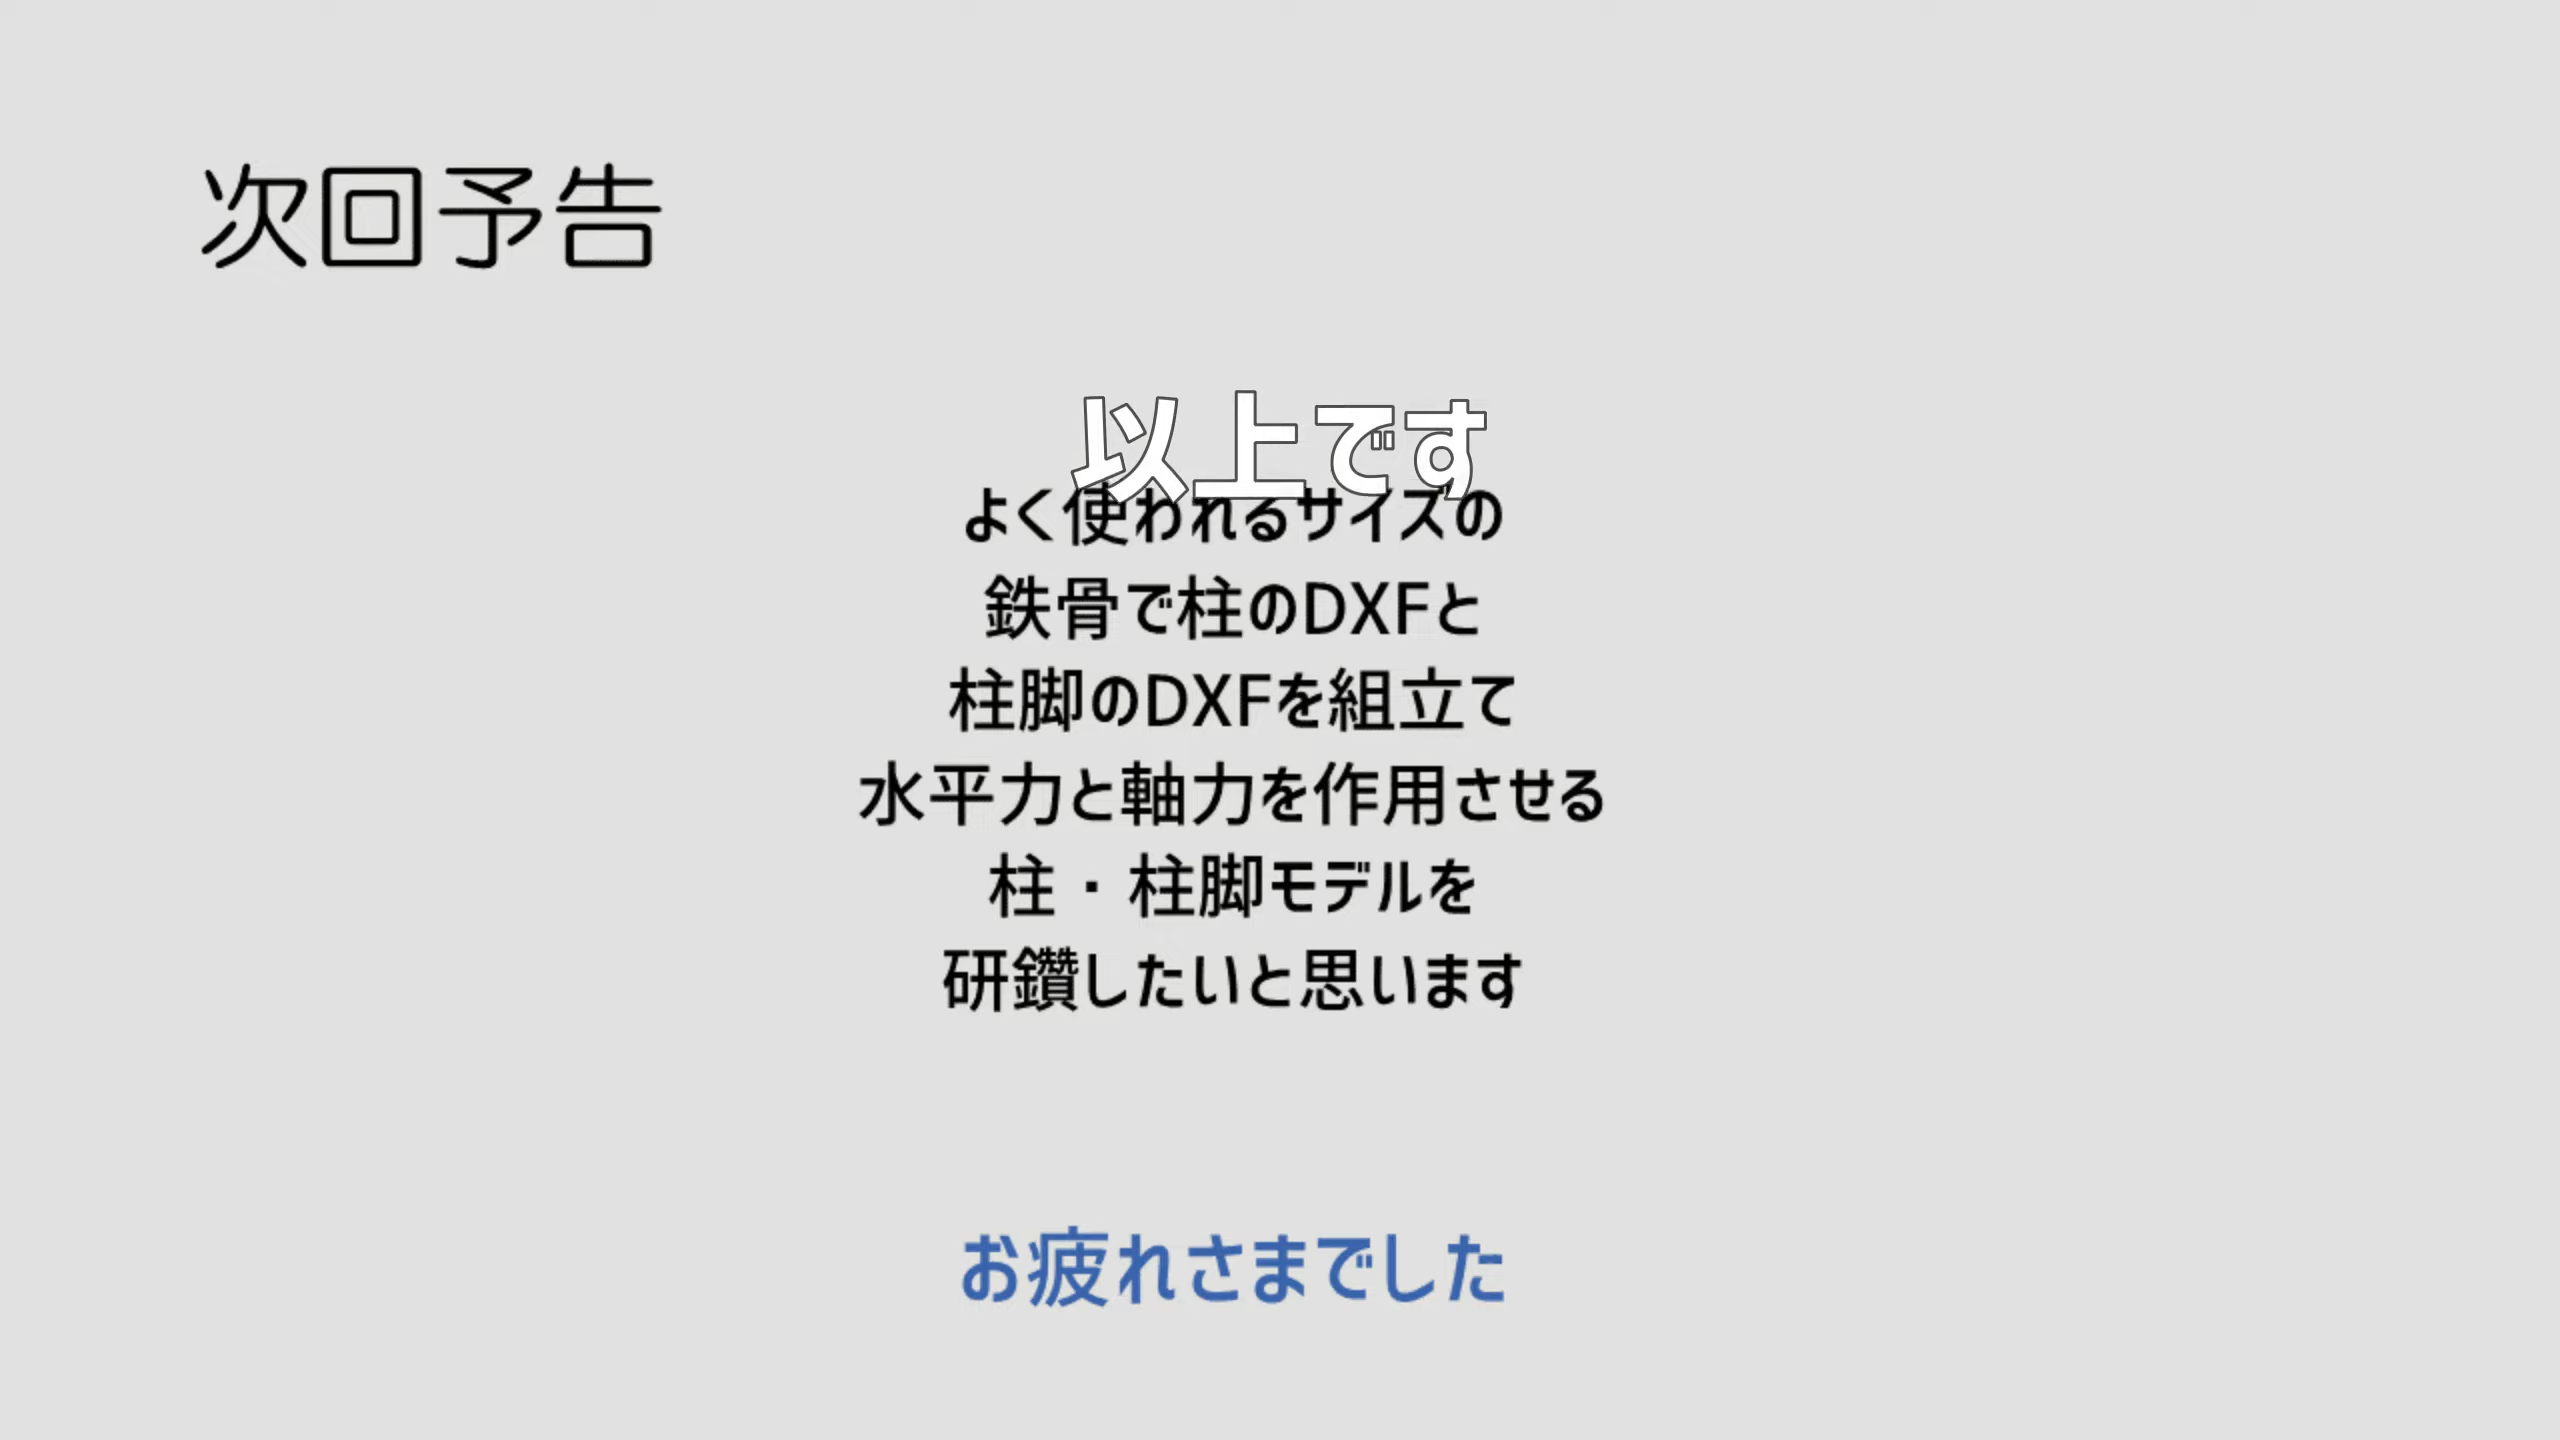 次回予告
以上です
よく使われるサイズの
鉄骨で柱のDXFと
柱脚のDXFを組立て
水平力と軸力を作用させる
柱・柱脚モデルを
研鑽したいと思います
お疲れさまでした